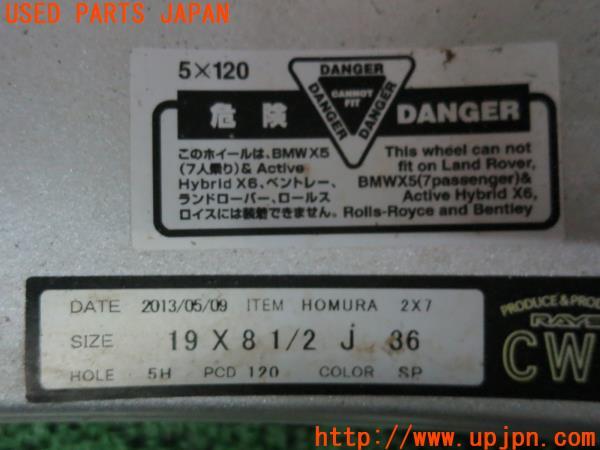 USED PARTS JAPAN
5×120
DANGER
DANGER
DANGER
CANNOT
FIT
危険
DANGER
このホイールは、BMW X5
(7人乗り) & Active
Hybrid X6、ベントレー、
ランドローバー、ロールス
ロイスには装着できません。
This wheel can not
fit on Land Rover,
BMWX5(7passenger)&
Active Hybrid X6,
Rolls-Royce and Bentley
DATE 2013/05/09 ITEM HOMURA 2X7
SIZE 19 X 8 1/2 J 36
HOLE 5H PCD 120 COLOR SP
PRODUCE & PROD
RAYS
CW
http://www.upjpn.com/